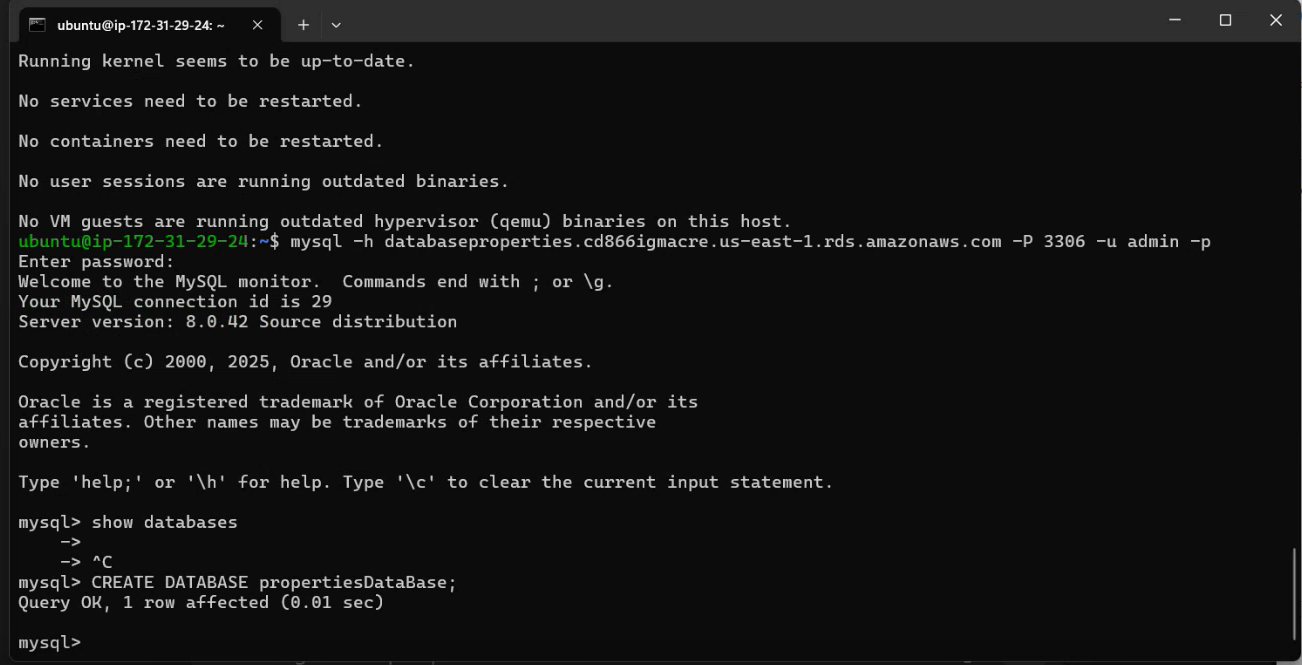 ubuntu@ip-172-31-29-24: ~
Running kernel seems to be up-to-date.
No services need to be restarted.
No containers need to be restarted.
No user sessions are running outdated binaries.
No VM guests are running outdated hypervisor (qemu) binaries on this host.
ubuntu@ip-172-31-29-24:~$ mysql -h databaseproperties.cd866igmacre.us-east-1.rds.amazonaws.com -P 3306 -u admin -p
Enter password:
Welcome to the MySQL monitor.  Commands end with ; or \g.
Your MySQL connection id is 29
Server version: 8.0.42 Source distribution
Copyright (c) 2000, 2025, Oracle and/or its affiliates.
Oracle is a registered trademark of Oracle Corporation and/or its
affiliates. Other names may be trademarks of their respective
owners.
Type 'help;' or '\h' for help. Type '\c' to clear the current input statement.
mysql> show databases
    ->
    -> ^C
mysql> CREATE DATABASE propertiesDataBase;
Query OK, 1 row affected (0.01 sec)
mysql>